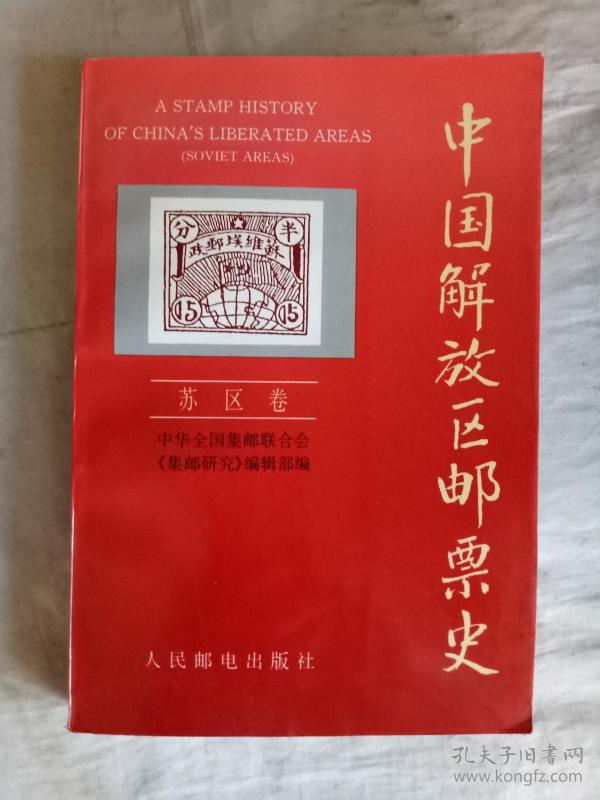 A STAMP HISTORY
OF CHINA'S LIBERATED AREAS
(SOVIET AREAS)
分
半
蘇維埃郵政
15
15
苏区卷
中华全国集邮联合会
《集邮研究》编辑部编
人民邮电出版社
中国解放区邮票史
孔夫子旧書网
www.kongfz.com